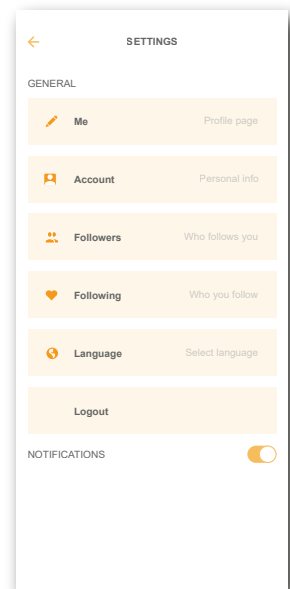 SETTINGS
GENERAL
Me Profile page
Account Personal info
Followers Who follows you
Following Who you follow
Language Select language
Logout
NOTIFICATIONS